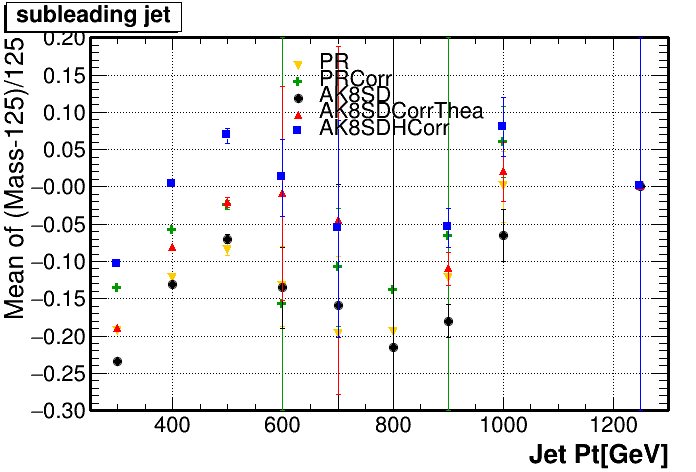 subleading jet
Mean of (Mass-125)/125
0.20
0.15
0.10
0.05
−0.00
−0.05
−0.10
−0.15
−0.20
−0.25
−0.30
PR
PRCorr
AK8SD
AK8SDCorrThea
AK8SDHCorr
400 600 800 1000 1200
Jet Pt[GeV]